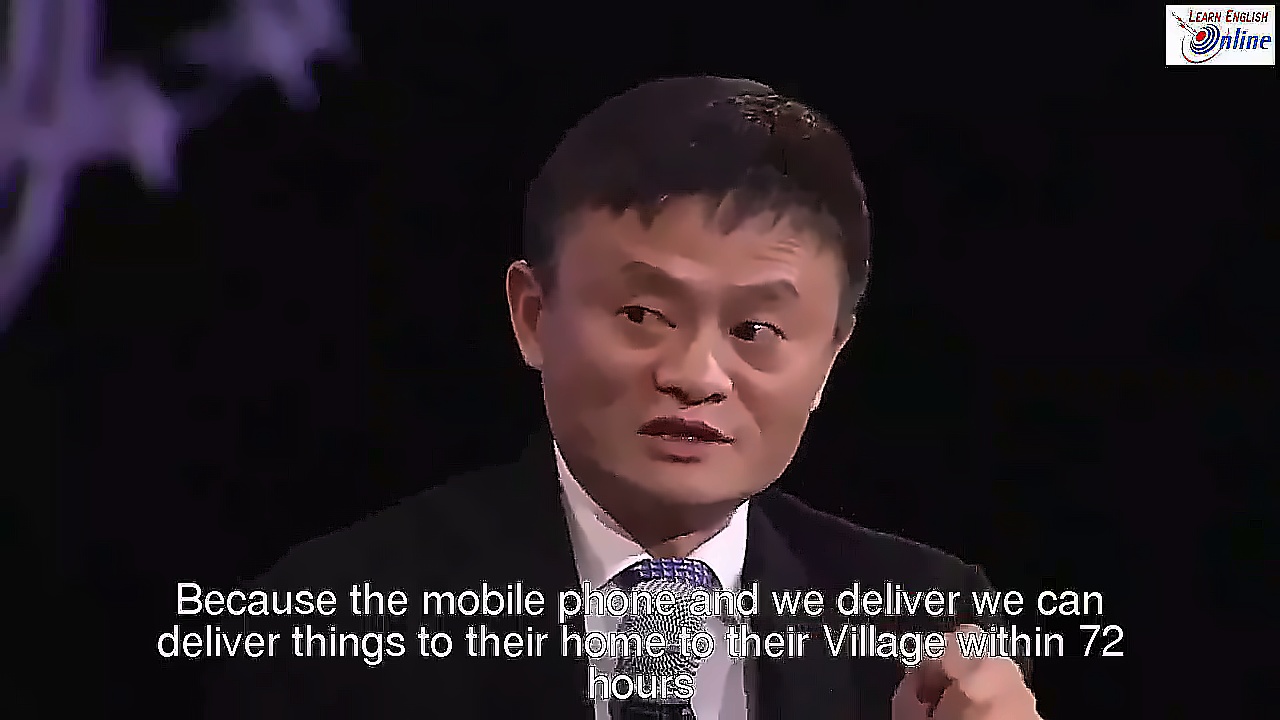 LEARN ENGLISH
Online
Because the mobile phone and we deliver we can
deliver things to their home to their Village within 72
hours